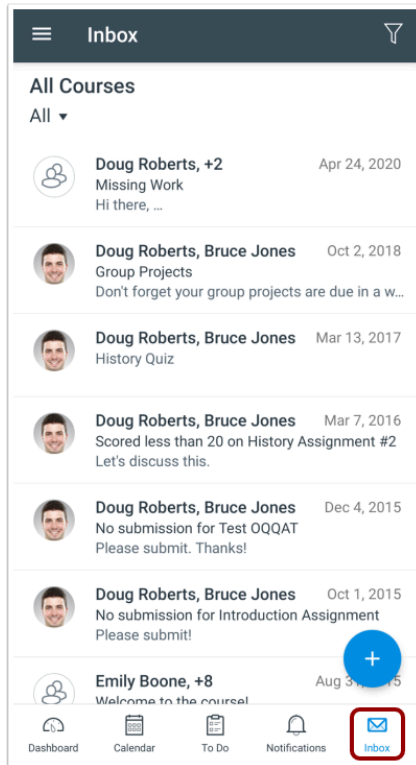 Inbox
All Courses
All
Doug Roberts, +2 Apr 24, 2020
Missing Work
Hi there, ...
Doug Roberts, Bruce Jones Oct 2, 2018
Group Projects
Don't forget your group projects are due in a w...
Doug Roberts, Bruce Jones Mar 13, 2017
History Quiz
Doug Roberts, Bruce Jones Mar 7, 2016
Scored less than 20 on History Assignment #2
Let's discuss this.
Doug Roberts, Bruce Jones Dec 4, 2015
No submission for Test OQQAT
Please submit. Thanks!
Doug Roberts, Bruce Jones Oct 1, 2015
No submission for Introduction Assignment
Please submit!
Emily Boone, +8 Aug
Welcome to the course!
Dashboard Calendar To Do Notifications Inbox